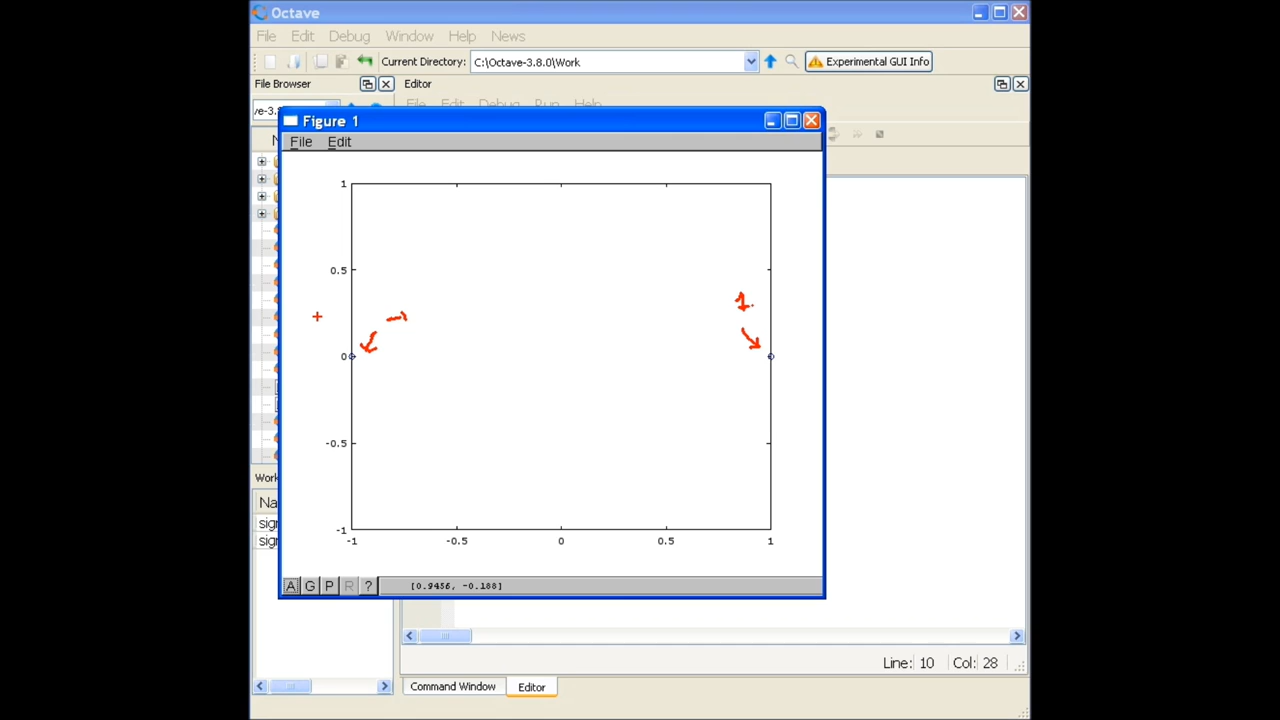 Octave
File Edit Debug Window Help News
Current Directory: C:\Octave-3.8.0\Work Experimental GUI Info
File Browser Editor
Figure 1
File Edit
1
0.5
0
-0.5
-1
-1 -0.5 0 0.5 1
A G P R ? [0.9456, -0.188]
Line: 10 Col: 28
Command Window Editor